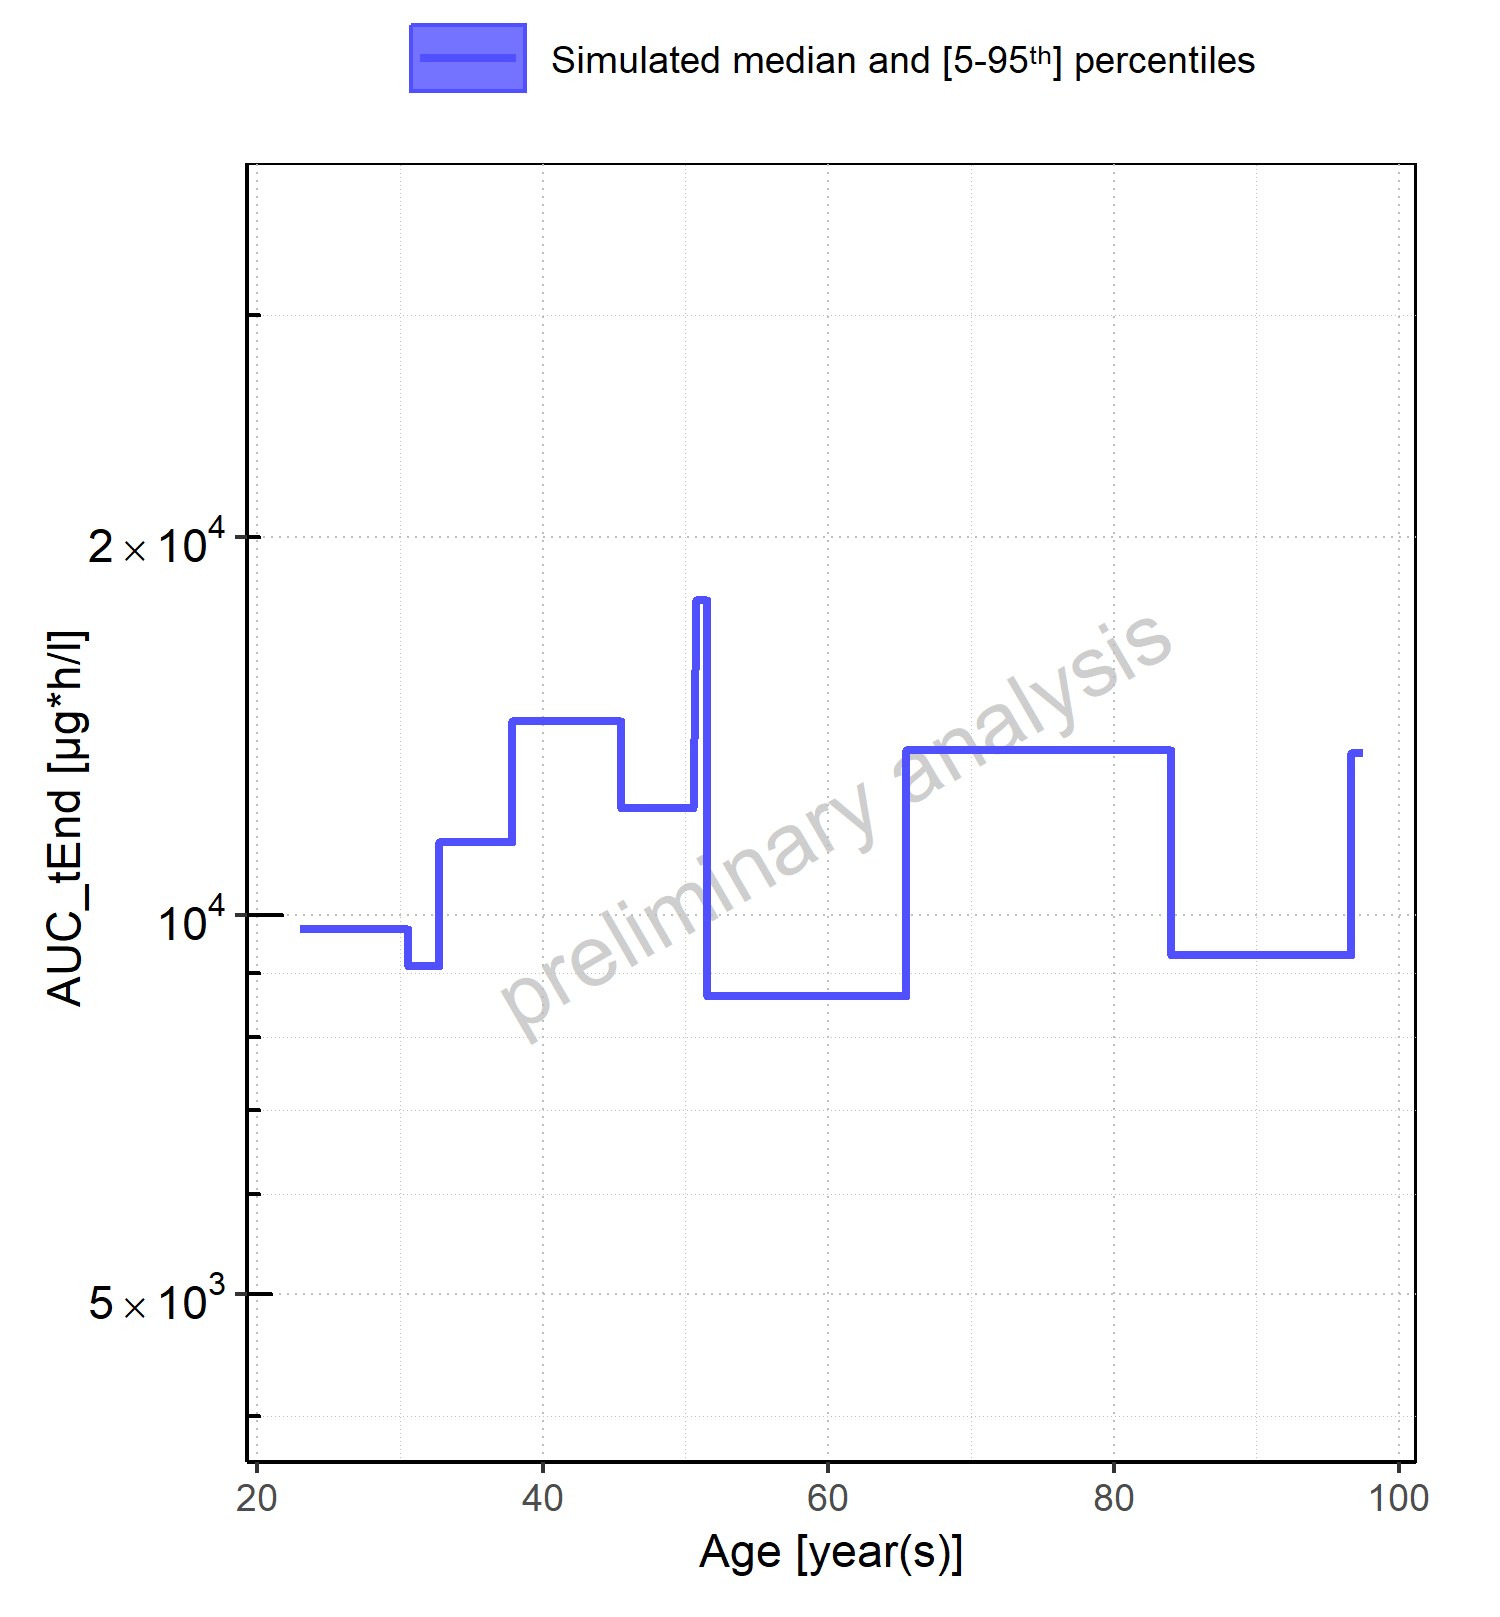 Simulated median and [5-95ᵗʰ] percentiles
AUC_tEnd [µg*h/l]
2 × 10⁴
10⁴
5 × 10³
preliminary analysis
20 40 60 80 100
Age [year(s)]